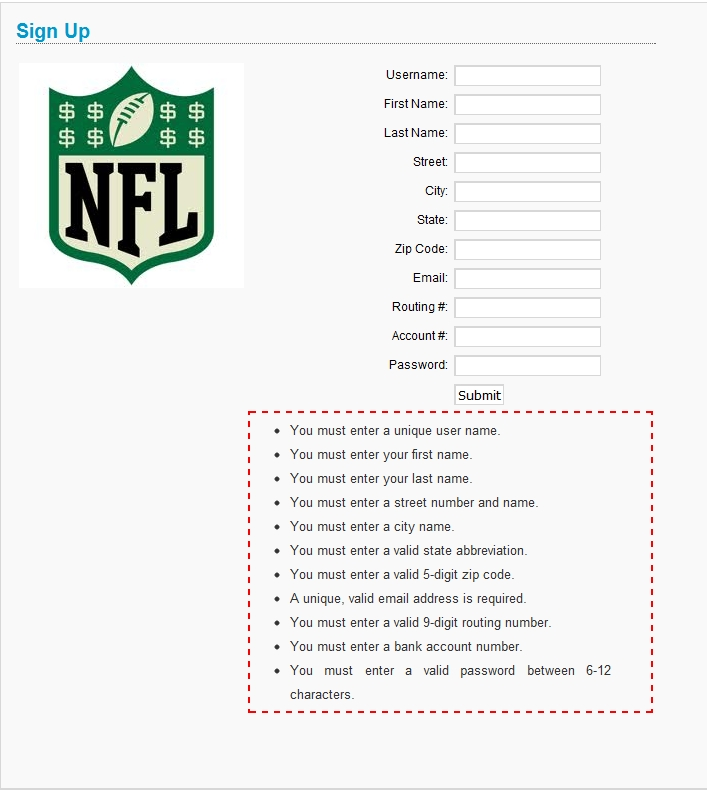 Sign Up
$ $ $ $
$ $ $ $
NFL
Username:
First Name:
Last Name:
Street:
City:
State:
Zip Code:
Email:
Routing #:
Account #:
Password:
Submit
• You must enter a unique user name.
• You must enter your first name.
• You must enter your last name.
• You must enter a street number and name.
• You must enter a city name.
• You must enter a valid state abbreviation.
• You must enter a valid 5-digit zip code.
• A unique, valid email address is required.
• You must enter a valid 9-digit routing number.
• You must enter a bank account number.
• You must enter a valid password between 6-12
characters.